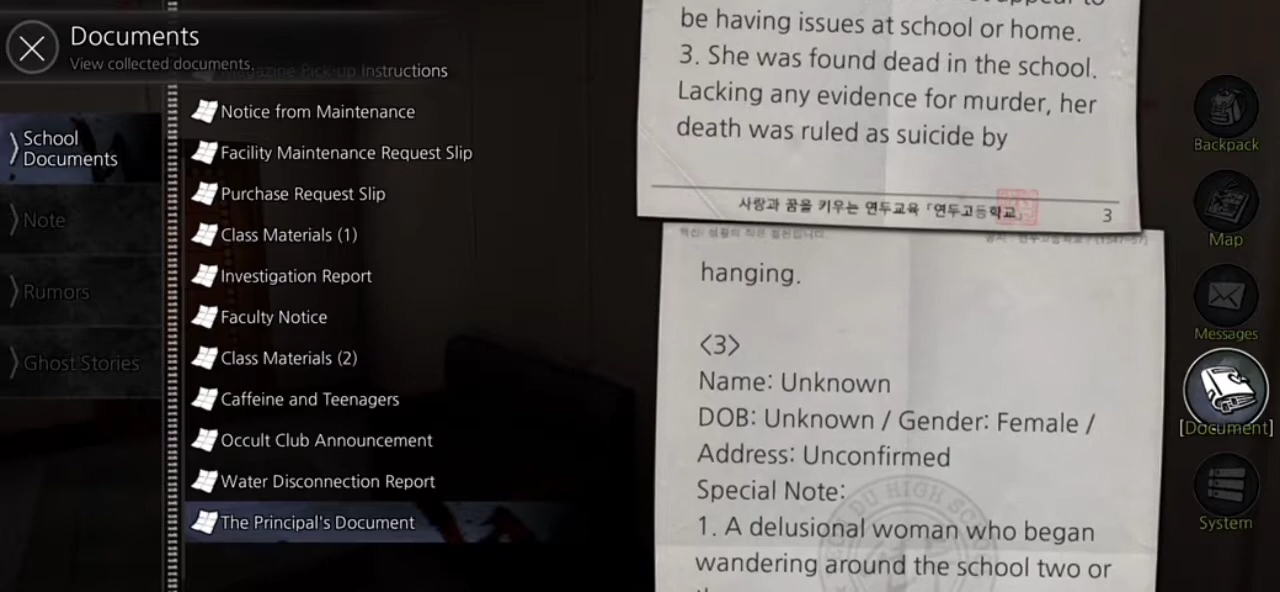 Documents
View collected documents.
Magazine Pick-up Instructions
Notice from Maintenance
Facility Maintenance Request Slip
Purchase Request Slip
Class Materials (1)
Investigation Report
Faculty Notice
Class Materials (2)
Caffeine and Teenagers
Occult Club Announcement
Water Disconnection Report
The Principal's Document
School
Documents
Note
Rumors
Ghost Stories
appear to
be having issues at school or home.
3. She was found dead in the school.
Lacking any evidence for murder, her
death was ruled as suicide by
사랑과 꿈을 키우는 연두교육 「연두고등학교」
3
hanging.
<3>
Name: Unknown
DOB: Unknown / Gender: Female /
Address: Unconfirmed
Special Note:
DU HIGH
1. A delusional woman who began
wandering around the school two or
Backpack
Map
Messages
[Document]
System